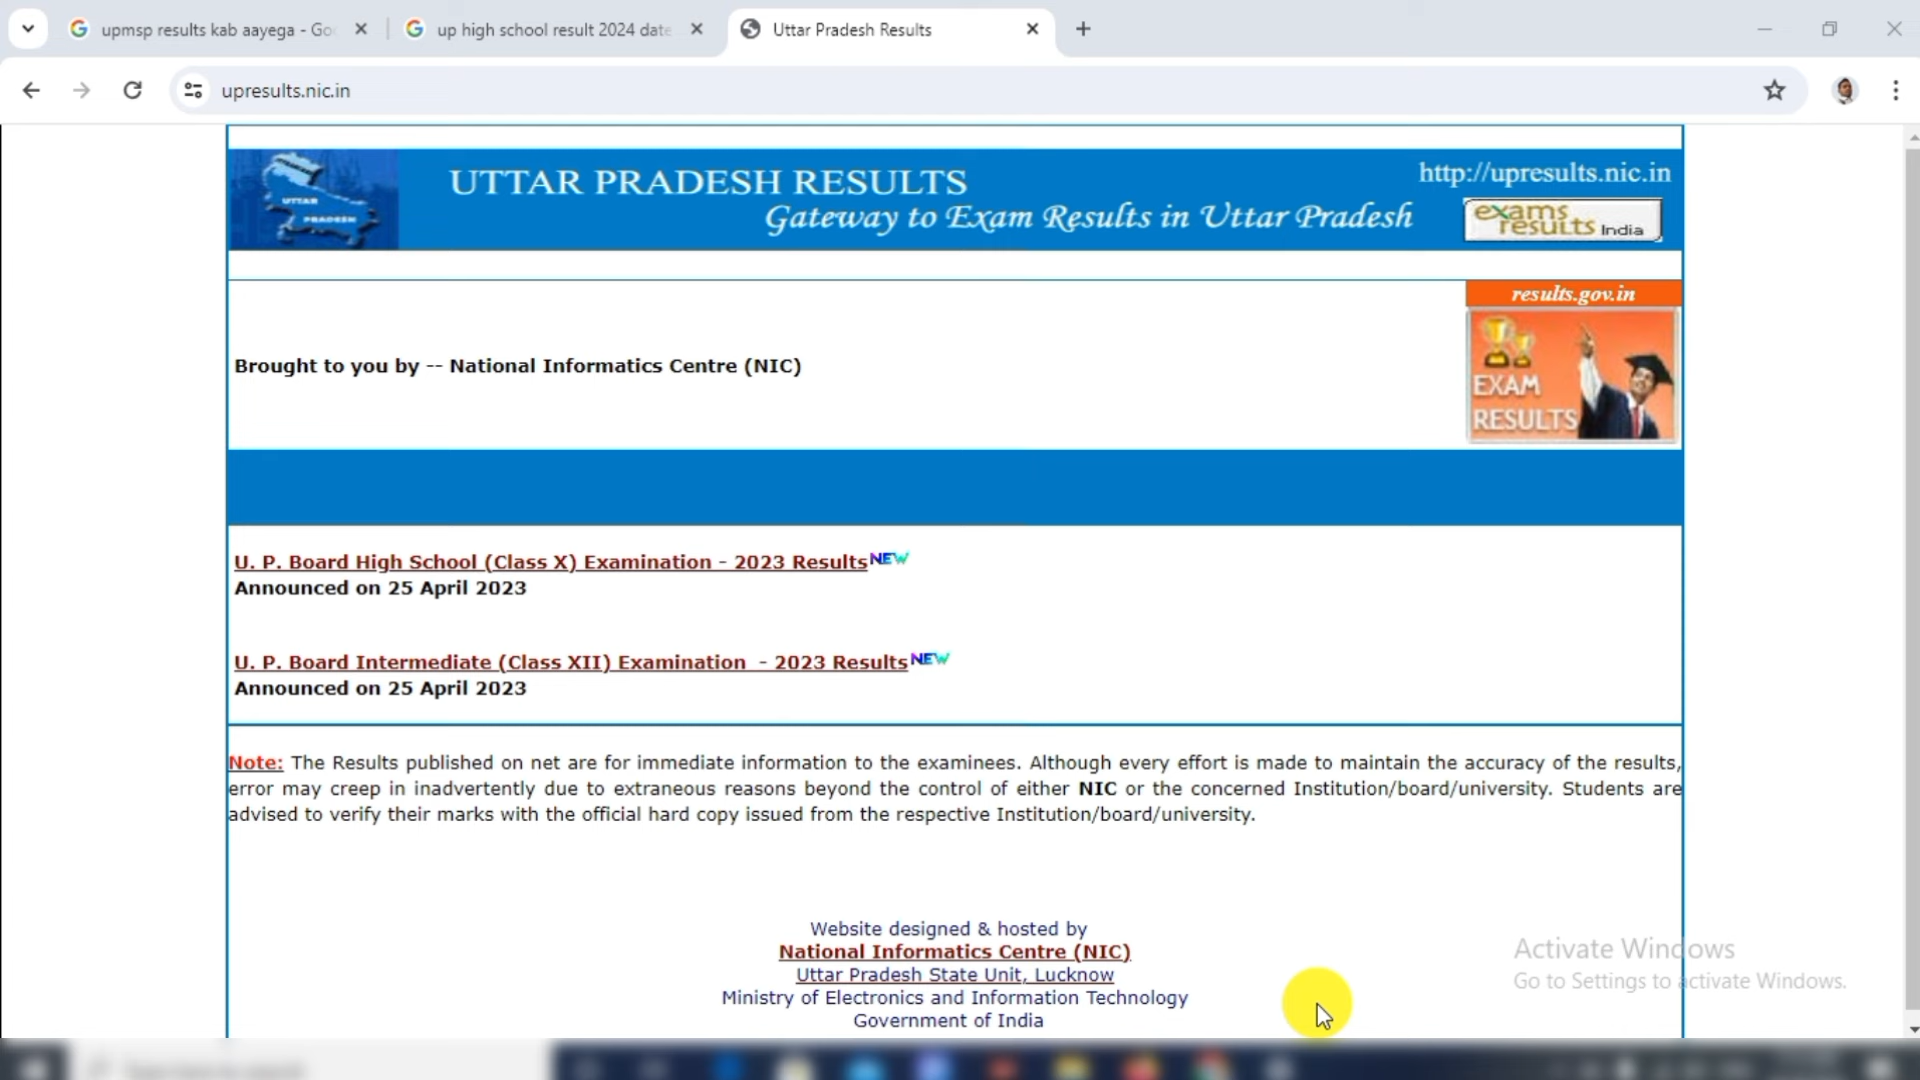 upmsp results kab aayega - Goo
up high school result 2024 date
Uttar Pradesh Results
upresults.nic.in
UTTAR PRADESH
UTTAR PRADESH RESULTS
Gateway to Exam Results in Uttar Pradesh
http://upresults.nic.in
exams
results India
results.gov.in
EXAM
RESULTS
Brought to you by -- National Informatics Centre (NIC)
U. P. Board High School (Class X) Examination - 2023 Results NEW
Announced on 25 April 2023
U. P. Board Intermediate (Class XII) Examination - 2023 Results NEW
Announced on 25 April 2023
Note: The Results published on net are for immediate information to the examinees. Although every effort is made to maintain the accuracy of the results,
error may creep in inadvertently due to extraneous reasons beyond the control of either NIC or the concerned Institution/board/university. Students are
advised to verify their marks with the official hard copy issued from the respective Institution/board/university.
Website designed & hosted by
National Informatics Centre (NIC)
Uttar Pradesh State Unit, Lucknow
Ministry of Electronics and Information Technology
Government of India
Activate Windows
Go to Settings to activate Windows.